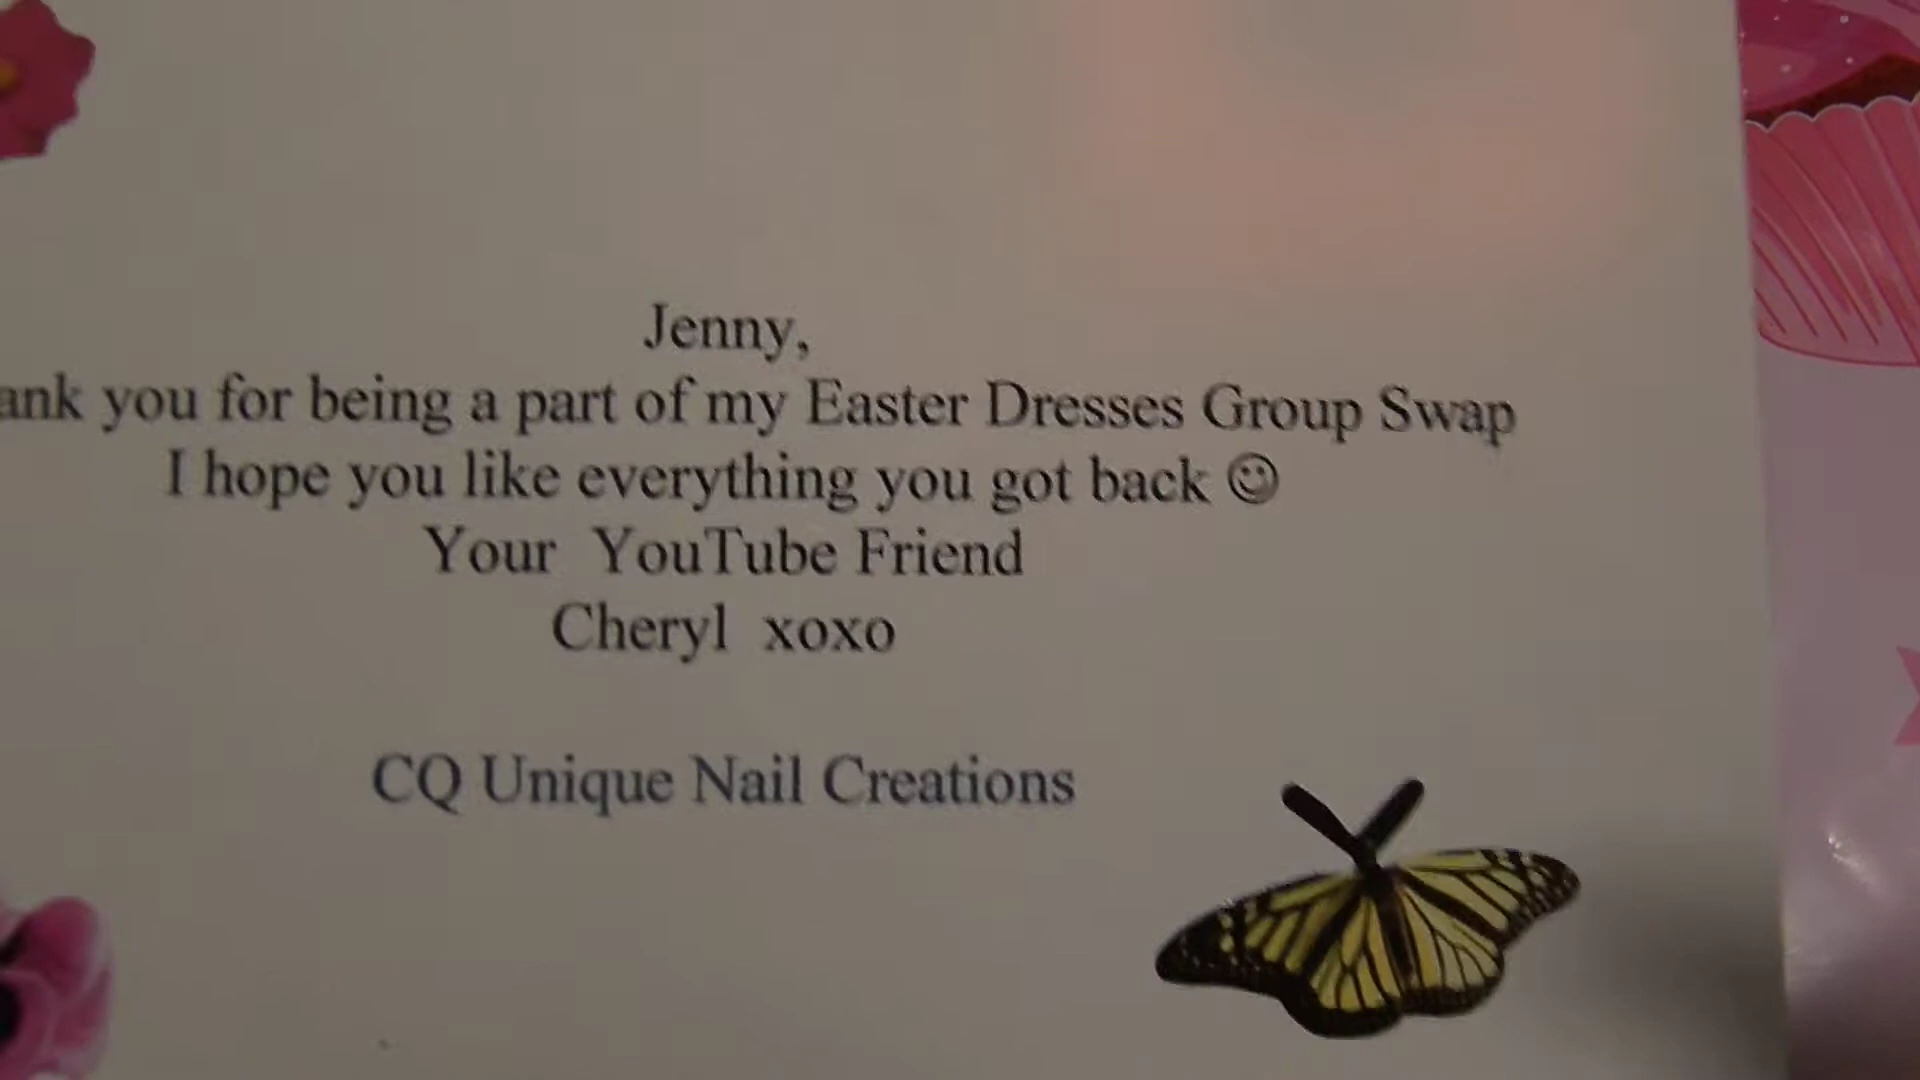 Jenny,
ank you for being a part of my Easter Dresses Group Swap
I hope you like everything you got back ☺
Your YouTube Friend
Cheryl xoxo
CQ Unique Nail Creations